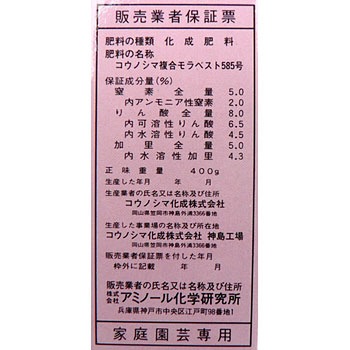 販売業者保証票
肥料の種類 化成肥料
肥料の名称
コウノシマ複合モラベスト585号
保証成分量(%)
窒素全量 5.0
内アンモニア性窒素 2.0
りん酸全量 8.0
内可溶性りん酸 6.5
内水溶性りん酸 4.5
加里全量 5.0
内水溶性加里 4.3
正味重量 400g
生産した年月 年 月
生産業者の氏名又は名称及び住所
コウノシマ化成株式会社
岡山県笠岡市神島外浦3366番地
生産した事業場の名称及び所在地
コウノシマ化成株式会社 神島工場
岡山県笠岡市神島外浦3366番地
販売業者保証票を付した年月
枠外に記載 年 月
販売業者の氏名又は名称及び住所
株式会社アミノール化学研究所
兵庫県神戸市中央区江戸町98番地1
家庭園芸専用